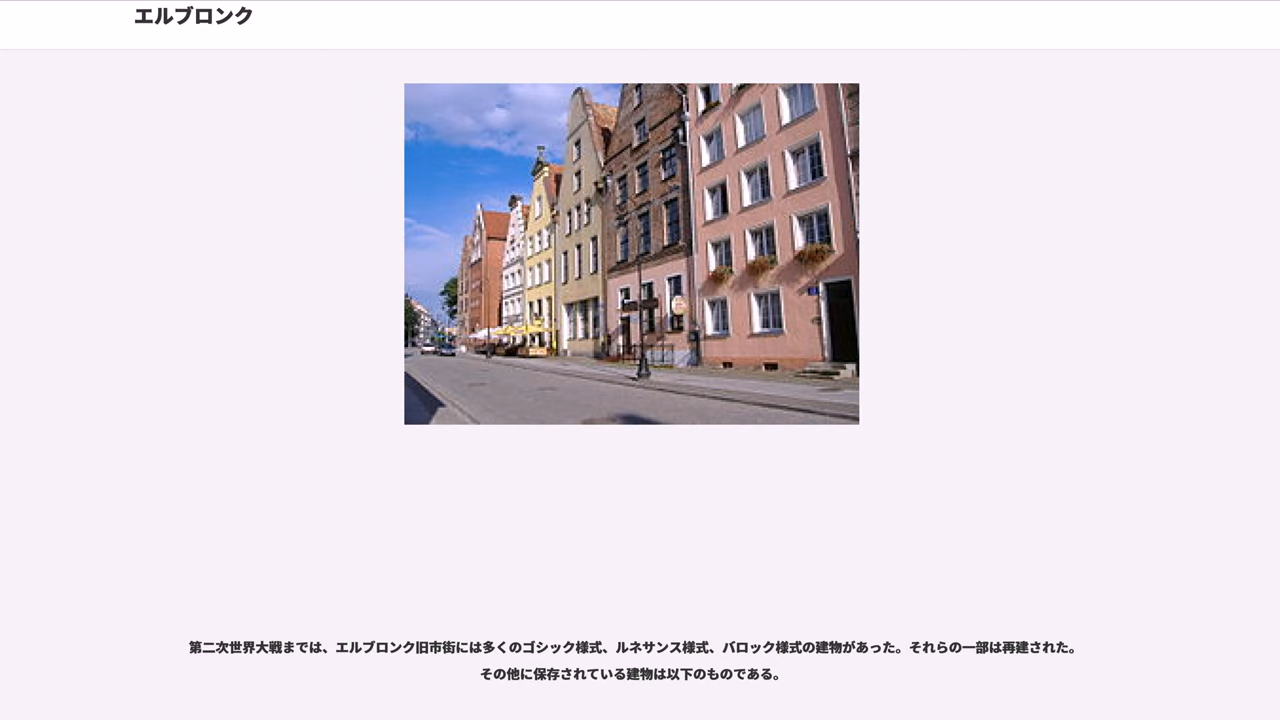 エルブロンク
第二次世界大戦までは、エルブロンク旧市街には多くのゴシック様式、ルネサンス様式、バロック様式の建物があった。それらの一部は再建された。
その他に保存されている建物は以下のものである。